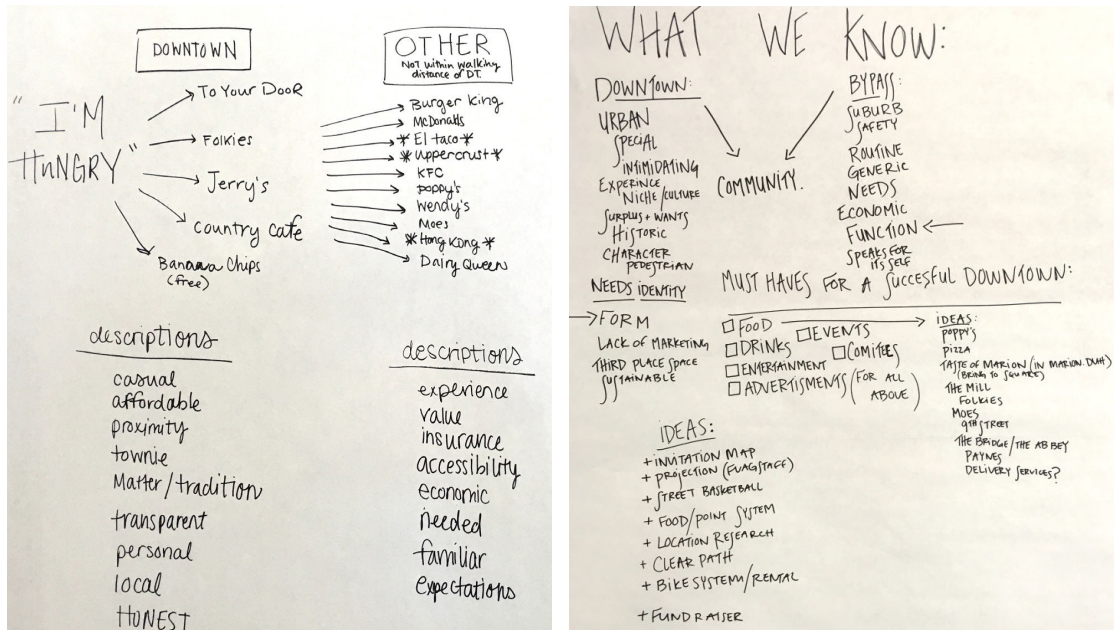 DOWNTOWN
"I'M
HUNGRY"
To Your Door
Folkies
Jerry's
Country Cafe
Banana Chips
(free)
OTHER
Not within walking
distance of DT.
Burger King
McDonalds
* El taco *
* Uppercrust *
KFC
Poppy's
Wendy's
Moes
* Hong Kong *
Dairy Queen
descriptions
casual
affordable
proximity
townie
Matter/tradition
transparent
personal
local
HONEST
descriptions
experience
value
insurance
accessibility
economic
needed
familiar
expectations
WHAT WE KNOW:
DOWNTOWN:
URBAN
SPECIAL
INTIMIDATING
EXPERINCE
NICHE/CULTURE
SURPLUS + WANTS
HISTORIC
CHARACTER
PEDESTRIAN
COMMUNITY.
BYPASS:
SUBURB
SAFETY
ROUTINE
GENERIC
NEEDS
ECONOMIC
FUNCTION
SPEAKS FOR
ITS SELF
NEEDS IDENTITY
FORM
LACK OF MARKETING
THIRD PLACE SPACE
SUSTAINABLE
MUST HAVES FOR A SUCCESFUL DOWNTOWN:
FOOD
EVENTS
DRINKS
COMITEES
ENTERTAINMENT
ADVERTISMENTS (FOR ALL
ABOVE)
IDEAS:
POPPY'S
PIZZA
TASTE OF MARION (IN MARION. DUH)
(BRING TO SQUARE)
THE MILL
FOLKIES
MOES
9TH STREET
THE BRIDGE/THE ABBEY
PAYNES
DELIVERY SERVICES?
IDEAS:
+ INVITATION MAP
+ PROJECTION (FLAGSTAFF)
+ STREET BASKETBALL
+ FOOD/POINT SYSTEM
+ LOCATION RESEARCH
+ CLEAR PATH
+ BIKE SYSTEM/RENTAL
+ FUNDRAISER